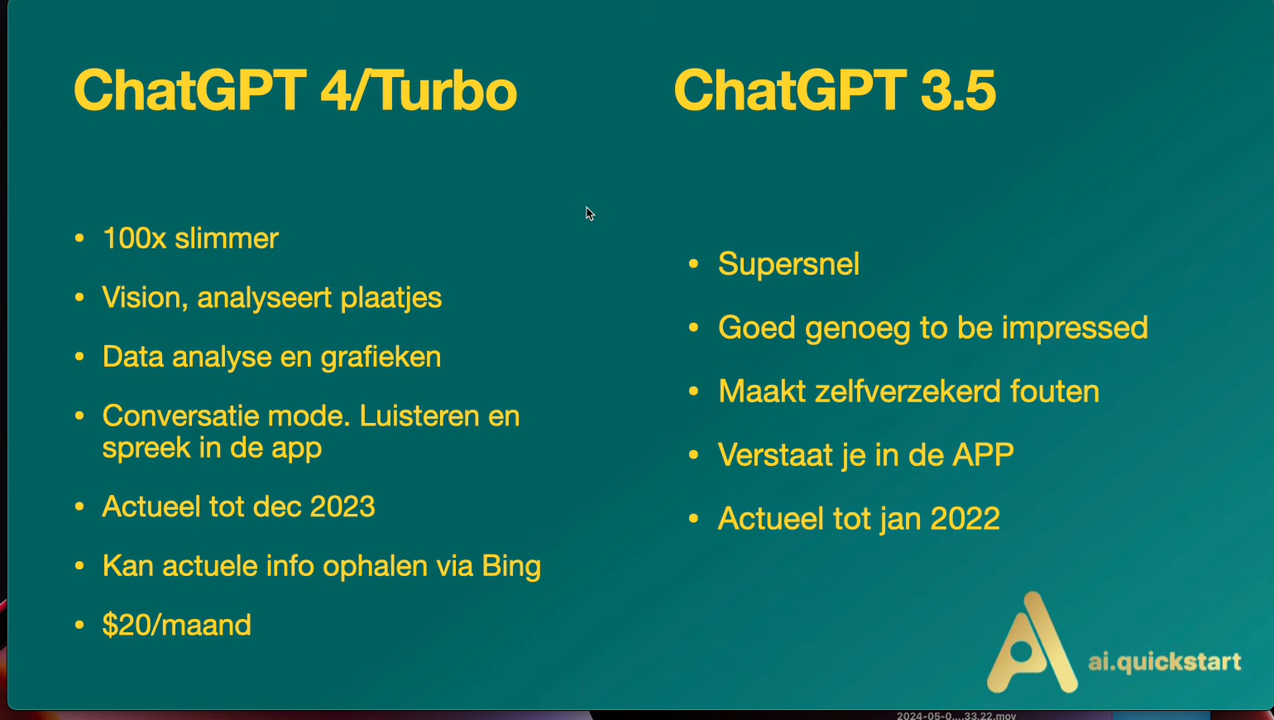 ChatGPT 4/Turbo
• 100x slimmer
• Vision, analyseert plaatjes
• Data analyse en grafieken
• Conversatie mode. Luisteren en
spreek in de app
• Actueel tot dec 2023
• Kan actuele info ophalen via Bing
• $20/maand
ChatGPT 3.5
• Supersnel
• Goed genoeg to be impressed
• Maakt zelfverzekerd fouten
• Verstaat je in de APP
• Actueel tot jan 2022
ai.quickstart
2024-05-0....33.22.mov